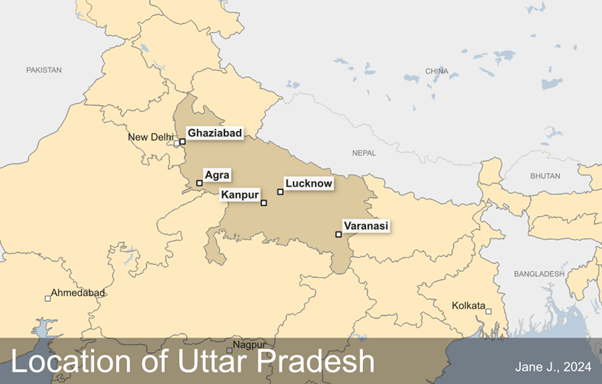 PAKISTAN
CHINA
New Delhi
Ghaziabad
NEPAL
Agra
Lucknow
BHUTAN
Kanpur
Varanasi
BANGLADESH
Ahmedabad
Kolkata
Nagpur
Location of Uttar Pradesh
Jane J., 2024